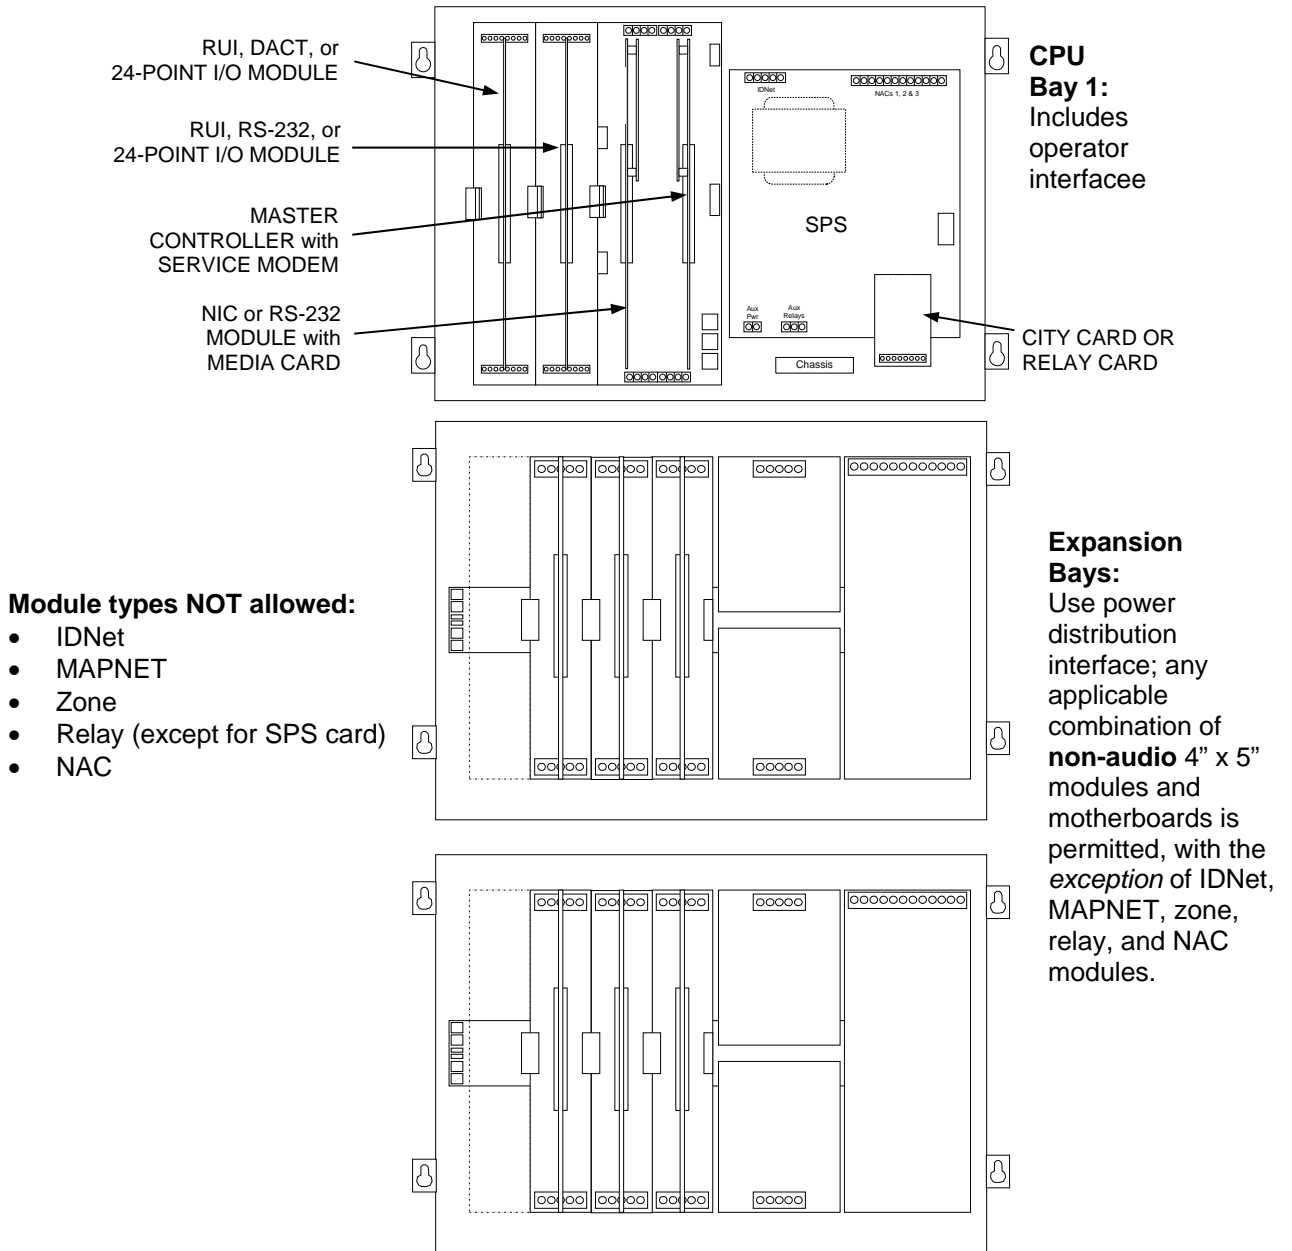 RUI, DACT, or
24-POINT I/O MODULE
RUI, RS-232, or
24-POINT I/O MODULE
MASTER
CONTROLLER with
SERVICE MODEM
NIC or RS-232
MODULE with
MEDIA CARD
IDNet
NACs 1, 2 & 3
SPS
Aux
Pwr
Aux
Relays
Chassis
CPU
Bay 1:
Includes
operator
interfacee
CITY CARD OR
RELAY CARD
Module types NOT allowed:
• IDNet
• MAPNET
• Zone
• Relay (except for SPS card)
• NAC
Expansion
Bays:
Use power
distribution
interface; any
applicable
combination of
non-audio 4” x 5”
modules and
motherboards is
permitted, with the
exception of IDNet,
MAPNET, zone,
relay, and NAC
modules.